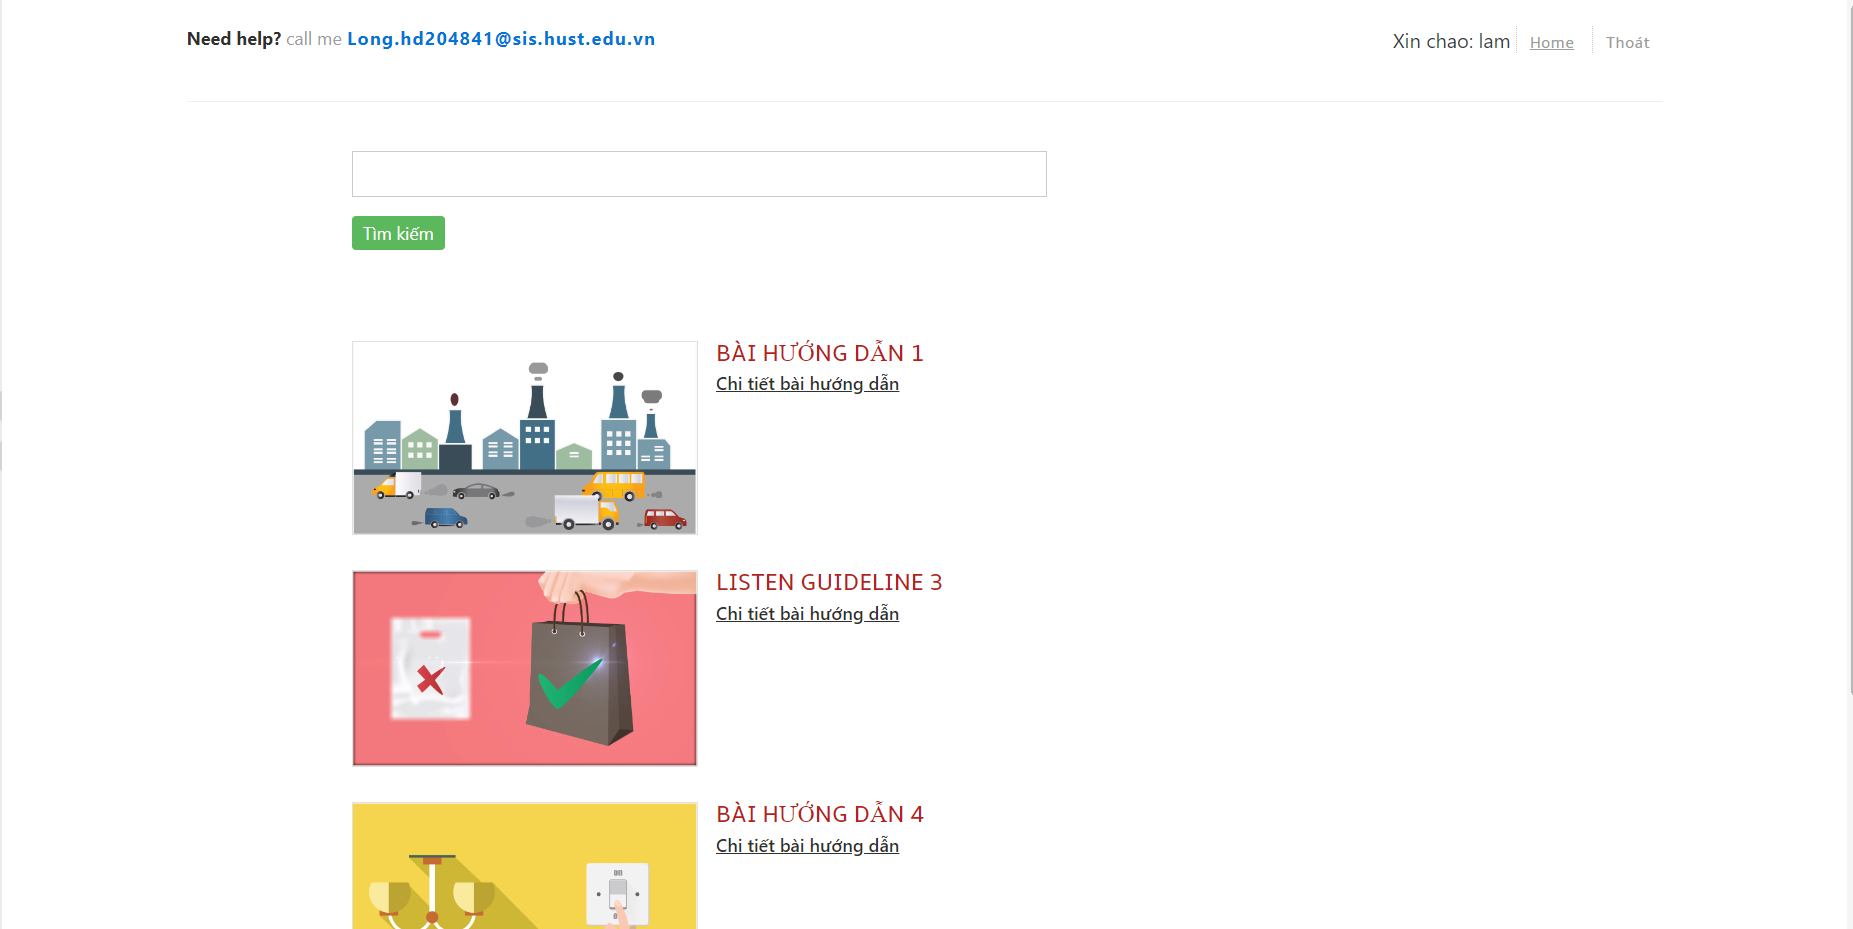 Need help? call me Long.hd204841@sis.hust.edu.vn
Xin chao: lam Home Thoát
Tìm kiếm
BÀI HƯỚNG DẪN 1
Chi tiết bài hướng dẫn
LISTEN GUIDELINE 3
Chi tiết bài hướng dẫn
BÀI HƯỚNG DẪN 4
Chi tiết bài hướng dẫn